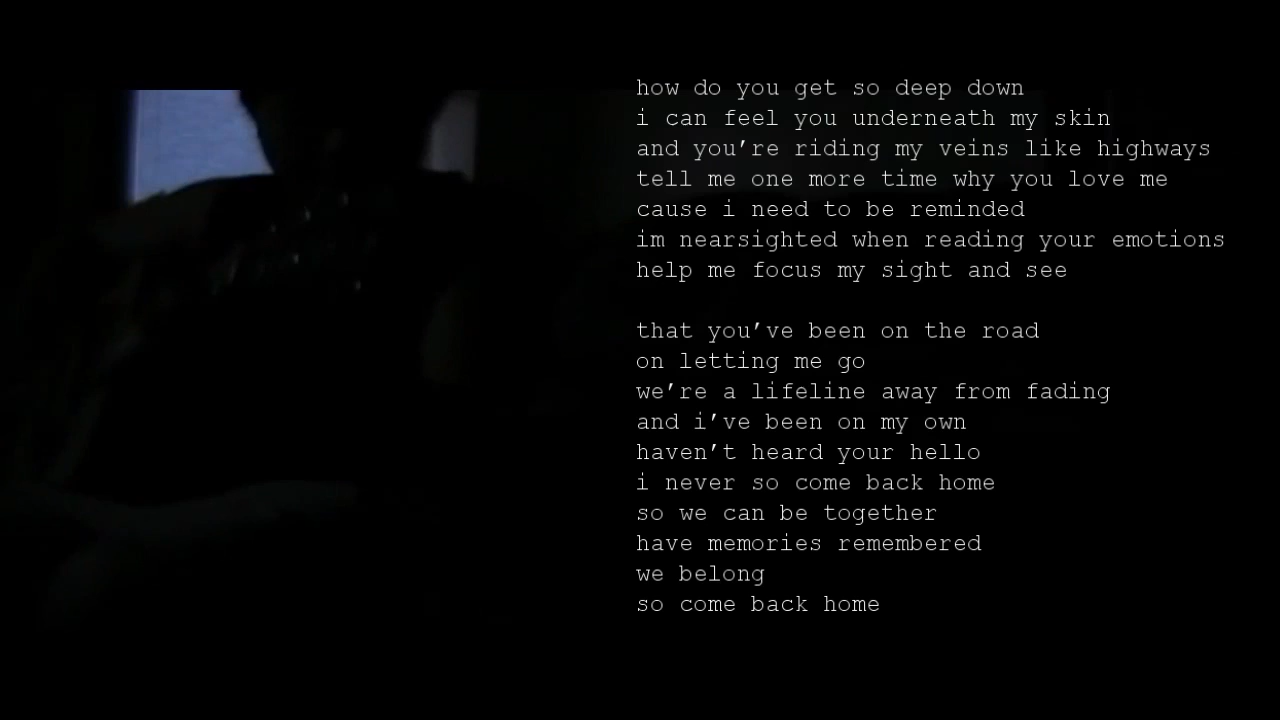 how do you get so deep down
i can feel you underneath my skin
and you're riding my veins like highways
tell me one more time why you love me
cause i need to be reminded
im nearsighted when reading your emotions
help me focus my sight and see
that you've been on the road
on letting me go
we're a lifeline away from fading
and i've been on my own
haven't heard your hello
i never so come back home
so we can be together
have memories remembered
we belong
so come back home